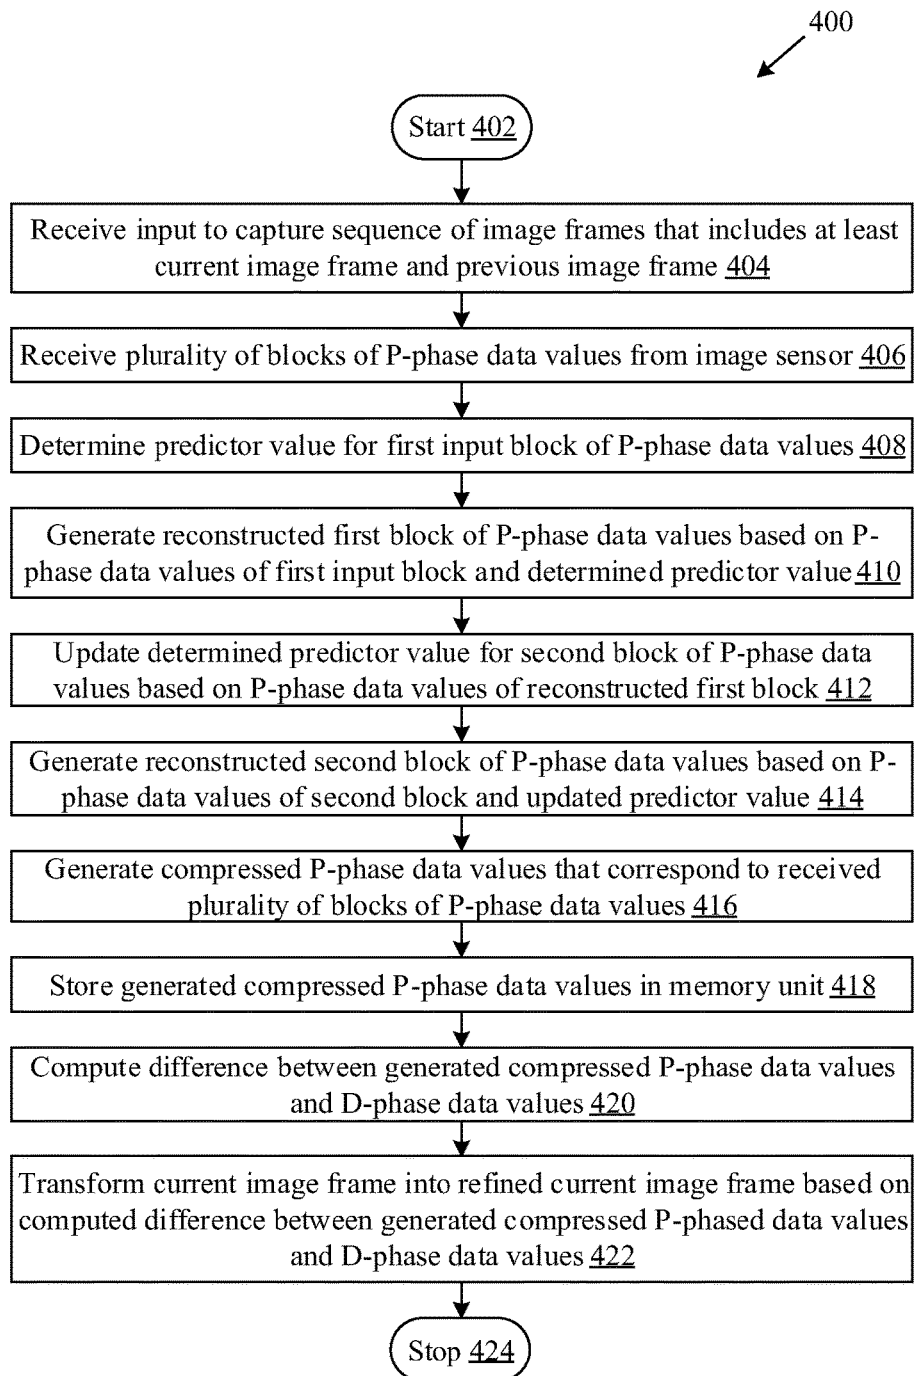 400
Start 402
Receive input to capture sequence of image frames that includes at least
current image frame and previous image frame 404
Receive plurality of blocks of P-phase data values from image sensor 406
Determine predictor value for first input block of P-phase data values 408
Generate reconstructed first block of P-phase data values based on P-
phase data values of first input block and determined predictor value 410
Update determined predictor value for second block of P-phase data
values based on P-phase data values of reconstructed first block 412
Generate reconstructed second block of P-phase data values based on P-
phase data values of second block and updated predictor value 414
Generate compressed P-phase data values that correspond to received
plurality of blocks of P-phase data values 416
Store generated compressed P-phase data values in memory unit 418
Compute difference between generated compressed P-phase data values
and D-phase data values 420
Transform current image frame into refined current image frame based on
computed difference between generated compressed P-phased data values
and D-phase data values 422
Stop 424